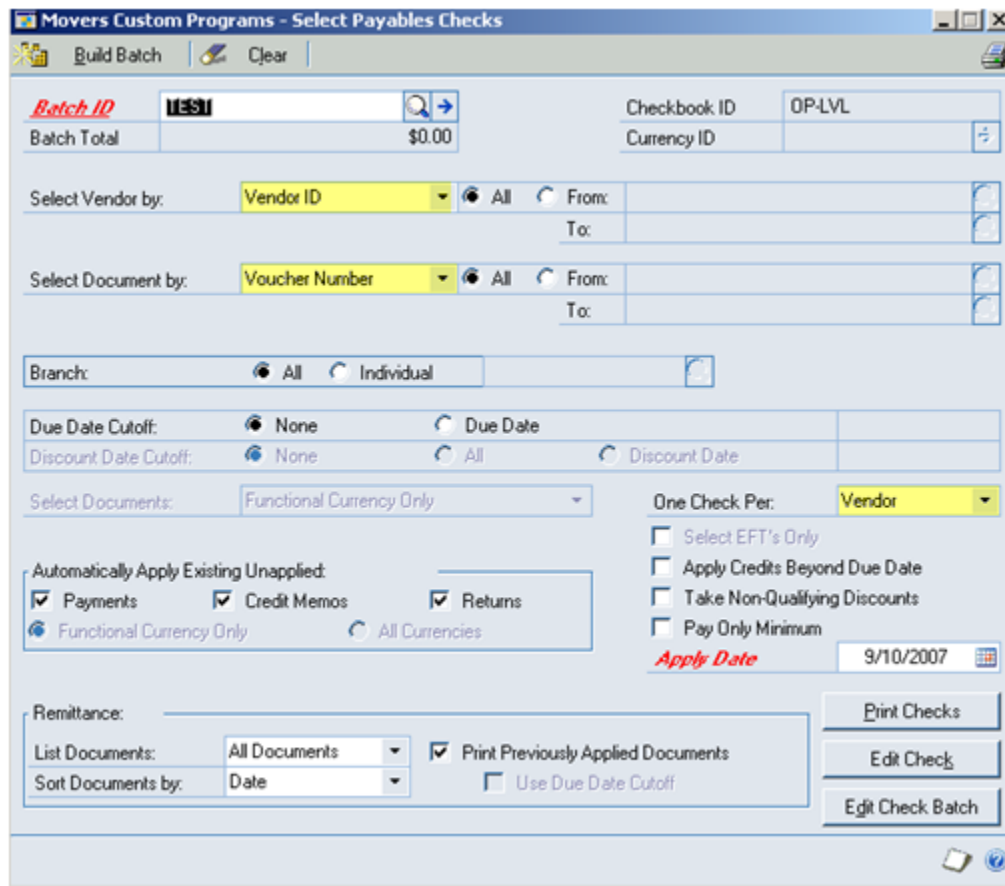 Movers Custom Programs - Select Payables Checks
Build Batch Clear
Batch ID TEST Checkbook ID OP-LVL
Batch Total $0.00 Currency ID
Select Vendor by: Vendor ID All From:
To:
Select Document by: Voucher Number All From:
To:
Branch: All Individual
Due Date Cutoff: None Due Date
Discount Date Cutoff: None All Discount Date
Select Documents: Functional Currency Only One Check Per: Vendor
Select EFT's Only
Automatically Apply Existing Unapplied: Apply Credits Beyond Due Date
Payments Credit Memos Returns Take Non-Qualifying Discounts
Functional Currency Only All Currencies Pay Only Minimum
Apply Date 9/10/2007
Remittance: Print Checks
List Documents: All Documents Print Previously Applied Documents Edit Check
Sort Documents by: Date Use Due Date Cutoff
Edit Check Batch